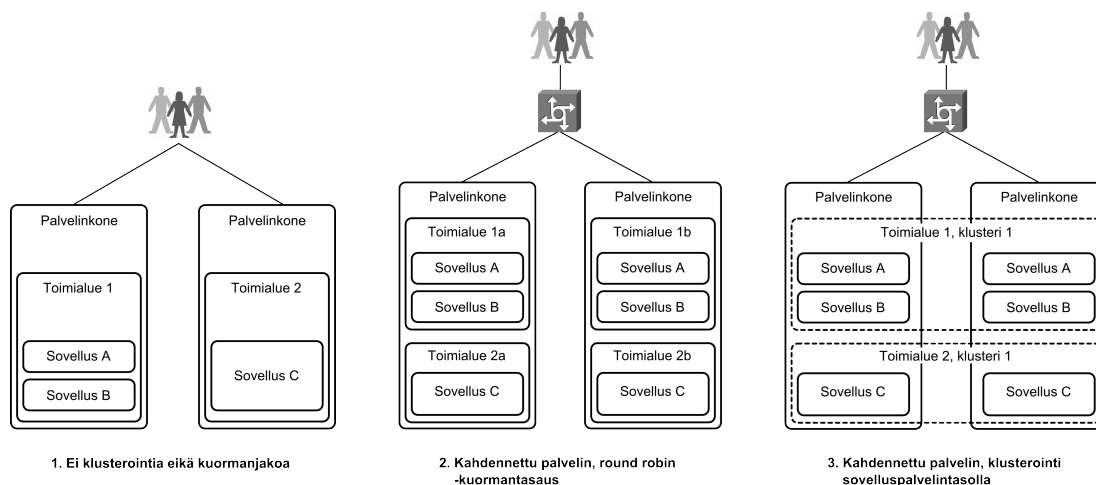 Palvelinkone
Toimialue 1
Sovellus A
Sovellus B
Palvelinkone
Toimialue 2
Sovellus C
1. Ei klusterointia eikä kuormanjakoa
Palvelinkone
Toimialue 1a
Sovellus A
Sovellus B
Toimialue 2a
Sovellus C
Palvelinkone
Toimialue 1b
Sovellus A
Sovellus B
Toimialue 2b
Sovellus C
2. Kahdennettu palvelin, round robin
-kuormantasaus
Palvelinkone
Palvelinkone
Toimialue 1, klusteri 1
Sovellus A
Sovellus A
Sovellus B
Sovellus B
Toimialue 2, klusteri 1
Sovellus C
Sovellus C
3. Kahdennettu palvelin, klusterointi
sovelluspalvelintasolla